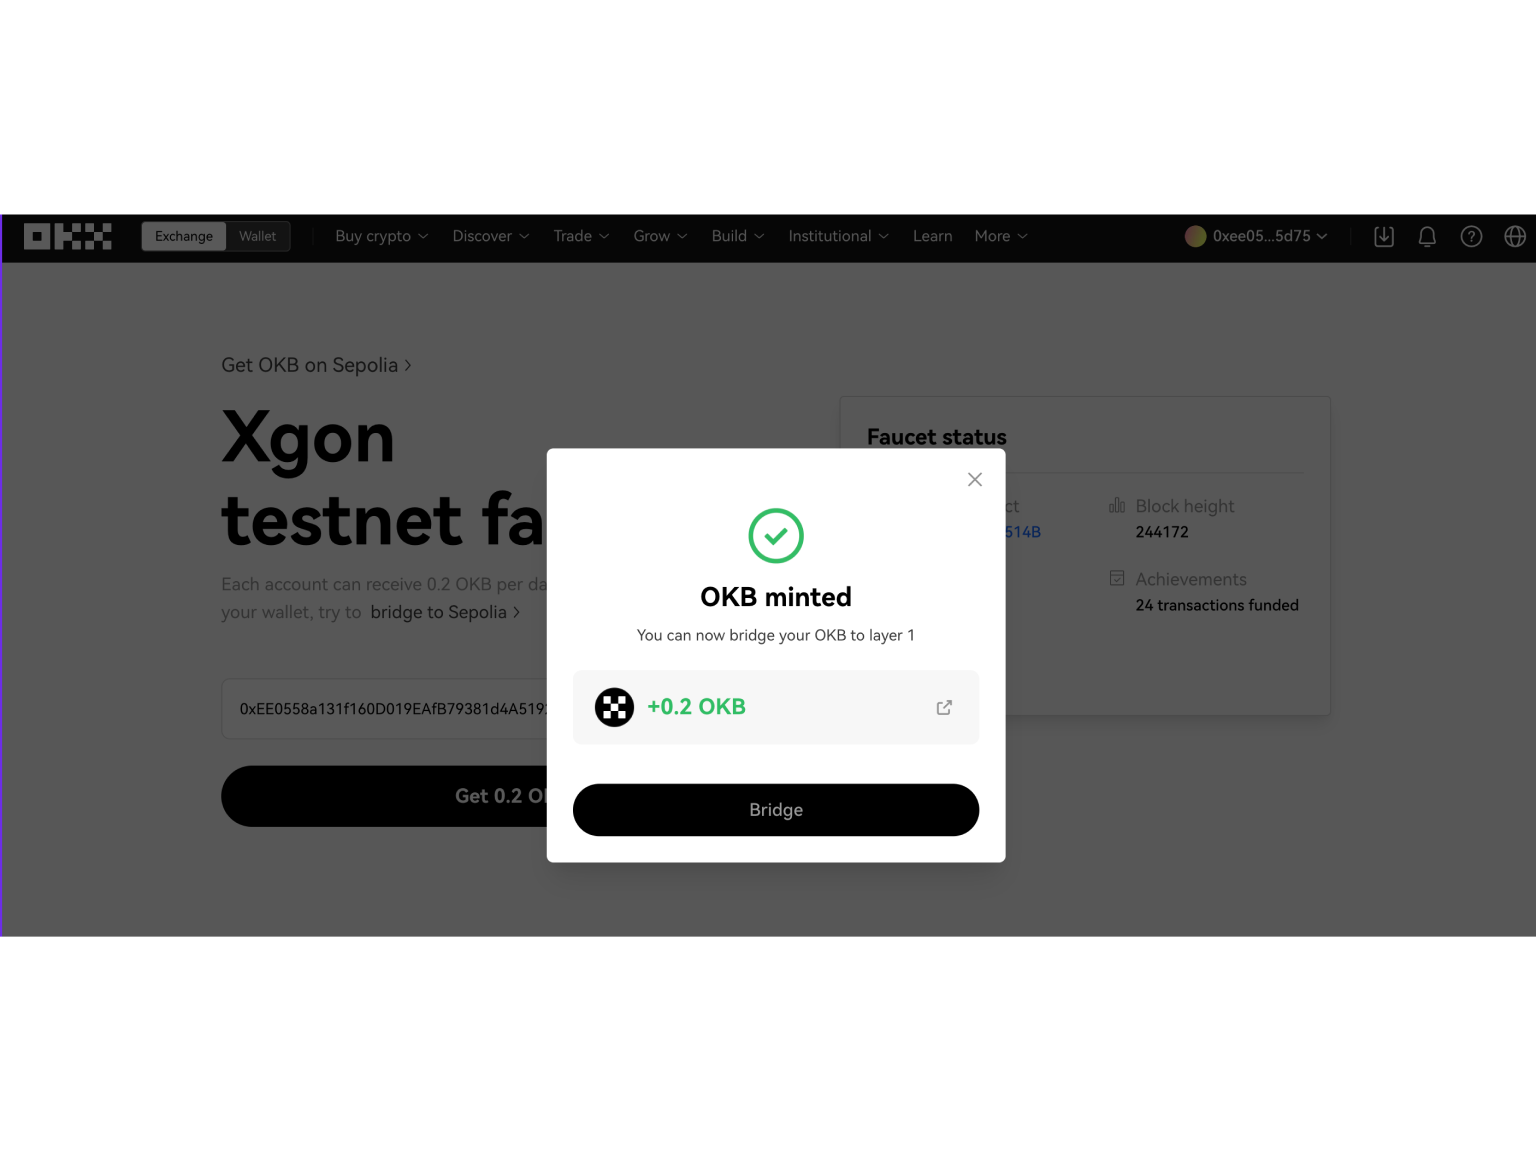 OKX
Exchange Wallet Buy crypto Discover Trade Grow Build Institutional Learn More 0xee05...5d75
Get OKB on Sepolia
Xgon
testnet fa
Each account can receive 0.2 OKB per da
your wallet, try to bridge to Sepolia
0xEE0558a131f160D019EAfB79381d4A519
Get 0.2 O
Faucet status
ct
514B
Block height
244172
Achievements
24 transactions funded
OKB minted
You can now bridge your OKB to layer 1
+0.2 OKB
Bridge